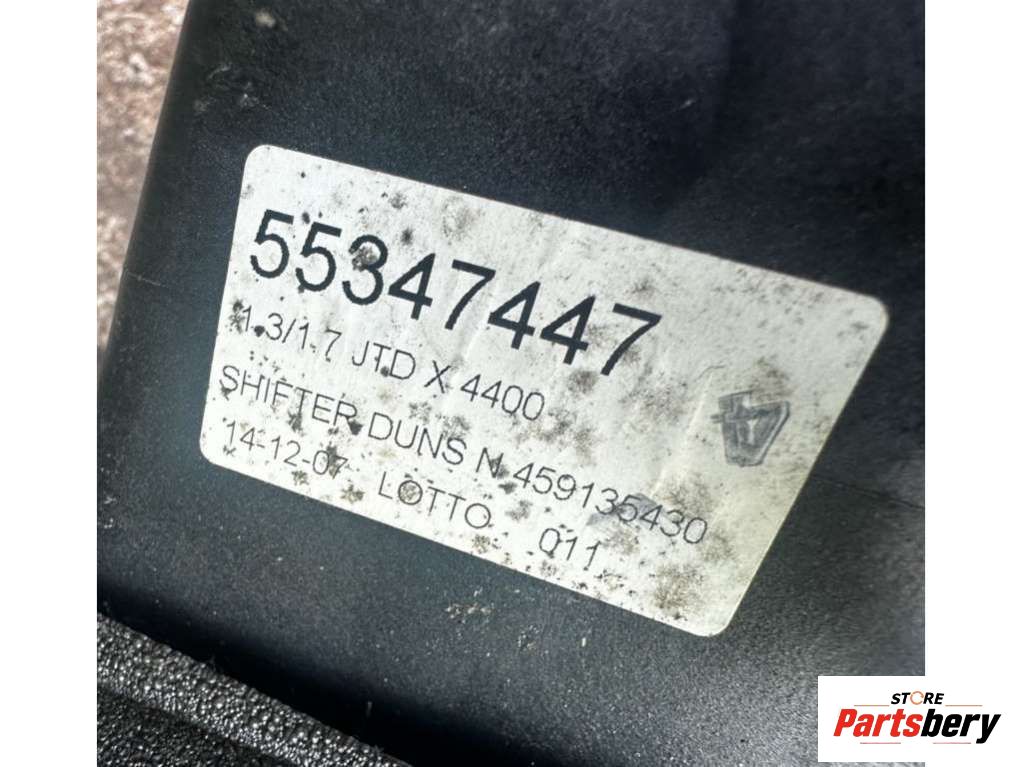 55347447
1.3/1.7 JTD X 4400
SHIFTER DUNS N 459135430
14-12-07 LOTTO 011
STORE
Partsbery